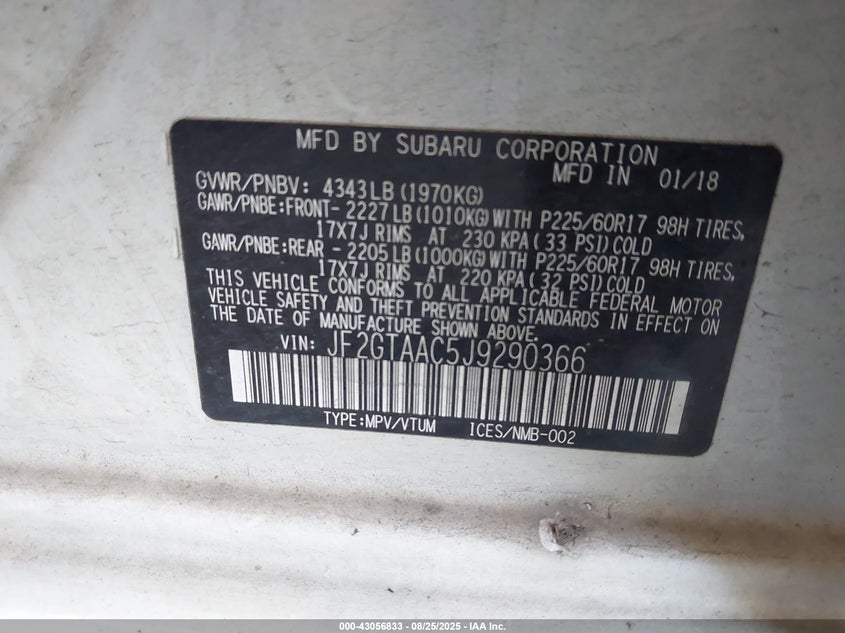 MFD BY SUBARU CORPORATION
MFD IN 01/18
GVWR/PNBV: 4343LB (1970KG)
GAWR/PNBE:FRONT- 2227LB (1010KG) WITH P225/60R17 98H TIRES,
17X7J RIMS AT 230 KPA ( 33 PSI) COLD
GAWR/PNBE:REAR - 2205LB (1000KG) WITH P225/60R17 98H TIRES,
17X7J RIMS AT 220 KPA ( 32 PSI) COLD
THIS VEHICLE CONFORMS TO ALL APPLICABLE FEDERAL MOTOR
VEHICLE SAFETY AND THEFT PREVENTION STANDARDS IN EFFECT ON
THE DATE OF MANUFACTURE SHOWN ABOVE.
VIN: JF2GTAAC5J9290366
TYPE:MPV/VTUM ICES/NMB-002
000-43056833 - 08/25/2025 - IAA Inc.